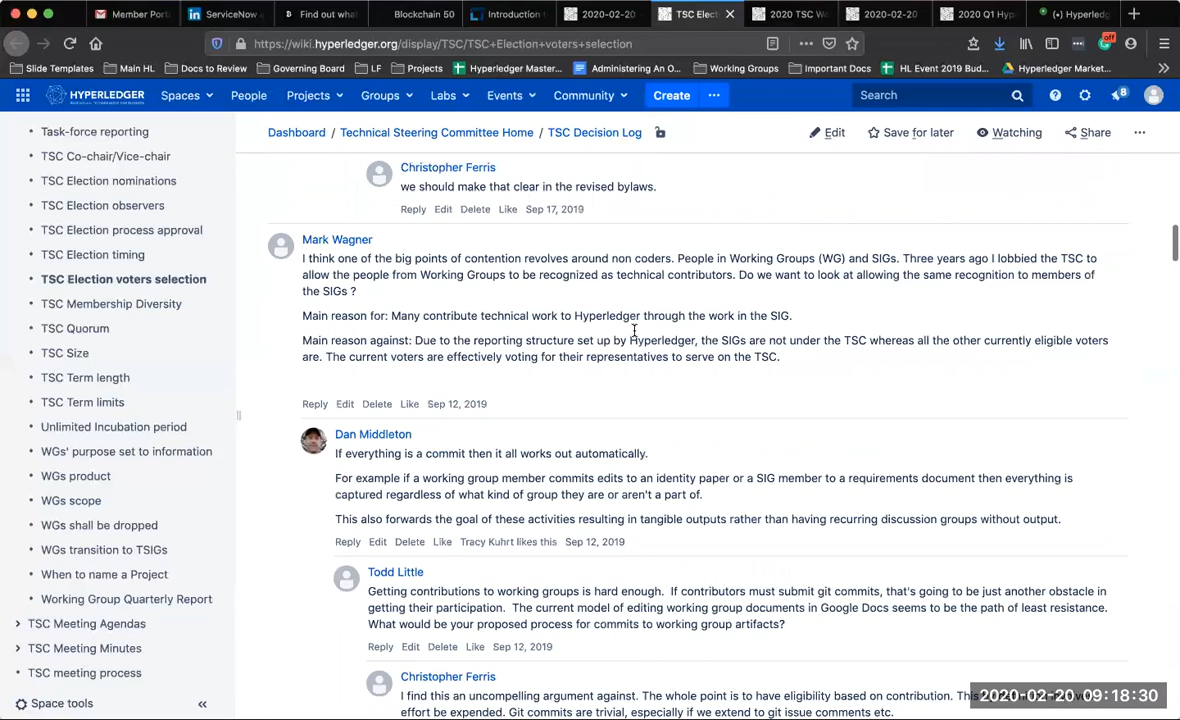 Member Port
ServiceNow
Find out wha
Blockchain 50
Introduction
2020-02-20
TSC Elec
2020 TSC W
2020-02-20
2020 Q1 Hyp
(•) Hyperledg
https://wiki.hyperledger.org/display/TSC/TSC+Election+voters+selection
off
Slide Templates
Main HL
Docs to Review
Governing Board
LF
Projects
Hyperledger Master...
Administering An O...
Working Groups
Important Docs
HL Event 2019 Bud...
Hyperledger Market...
HYPERLEDGER
Spaces
People
Projects
Groups
Labs
Events
Community
Create
Search
8
Task-force reporting
TSC Co-chair/Vice-chair
TSC Election nominations
TSC Election observers
TSC Election process approval
TSC Election timing
TSC Election voters selection
TSC Membership Diversity
TSC Quorum
TSC Size
TSC Term length
TSC Term limits
Unlimited Incubation period
WGs' purpose set to information
WGs product
WGs scope
WGs shall be dropped
WGs transition to TSIGs
When to name a Project
Working Group Quarterly Report
TSC Meeting Agendas
TSC Meeting Minutes
TSC meeting process
Space tools
Dashboard / Technical Steering Committee Home / TSC Decision Log
Edit
Save for later
Watching
Share
Christopher Ferris
we should make that clear in the revised bylaws.
Reply Edit Delete Like Sep 17, 2019
Mark Wagner
I think one of the big points of contention revolves around non coders. People in Working Groups (WG) and SIGs. Three years ago I lobbied the TSC to
allow the people from Working Groups to be recognized as technical contributors. Do we want to look at allowing the same recognition to members of
the SIGs ?
Main reason for: Many contribute technical work to Hyperledger through the work in the SIG.
Main reason against: Due to the reporting structure set up by Hyperledger, the SIGs are not under the TSC whereas all the other currently eligible voters
are. The current voters are effectively voting for their representatives to serve on the TSC.
Reply Edit Delete Like Sep 12, 2019
Dan Middleton
If everything is a commit then it all works out automatically.
For example if a working group member commits edits to an identity paper or a SIG member to a requirements document then everything is
captured regardless of what kind of group they are or aren't a part of.
This also forwards the goal of these activities resulting in tangible outputs rather than having recurring discussion groups without output.
Reply Edit Delete Like Tracy Kuhrt likes this Sep 12, 2019
Todd Little
Getting contributions to working groups is hard enough. If contributors must submit git commits, that's going to be just another obstacle in
getting their participation. The current model of editing working group documents in Google Docs seems to be the path of least resistance.
What would be your proposed process for commits to working group artifacts?
Reply Edit Delete Like Sep 12, 2019
Christopher Ferris
I find this an uncompelling argument against. The whole point is to have eligibility based on contribution.
effort be expended. Git commits are trivial, especially if we extend to git issue comments etc.
2020-02-20 09:18:30